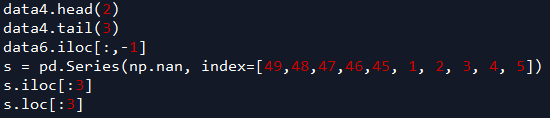 data4.head(2)
data4.tail(3)
data6.iloc[:,-1]
s = pd.Series(np.nan, index=[49,48,47,46,45, 1, 2, 3, 4, 5])
s.iloc[:3]
s.loc[:3]